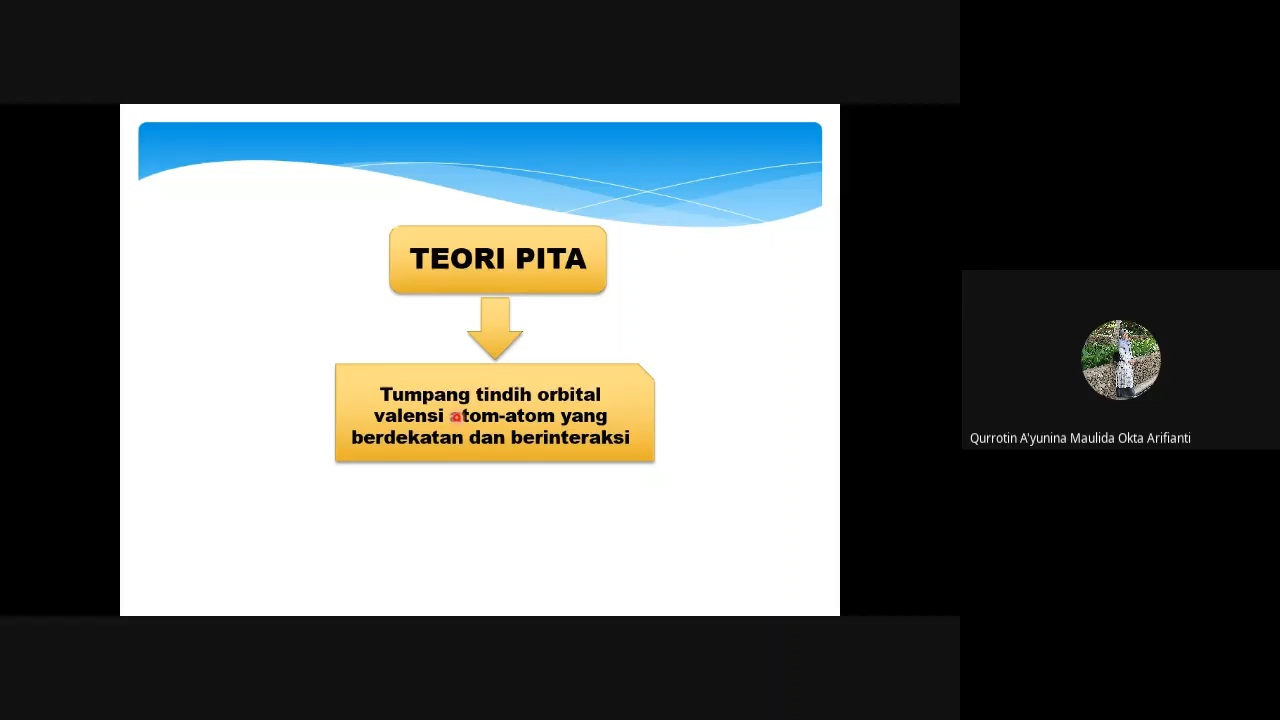 TEORI PITA
Tumpang tindih orbital
valensi atom-atom yang
berdekatan dan berinteraksi
Qurrotin A'yunina Maulida Okta Arifianti